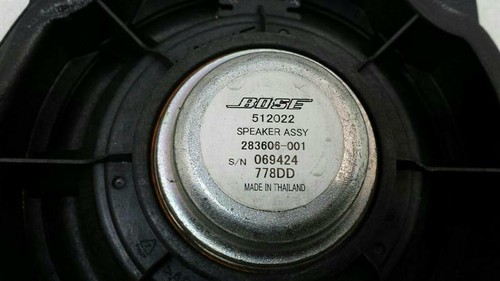 BOSE
512022
SPEAKER ASSY
283606-001
S/N 069424
778DD
MADE IN THAILAND